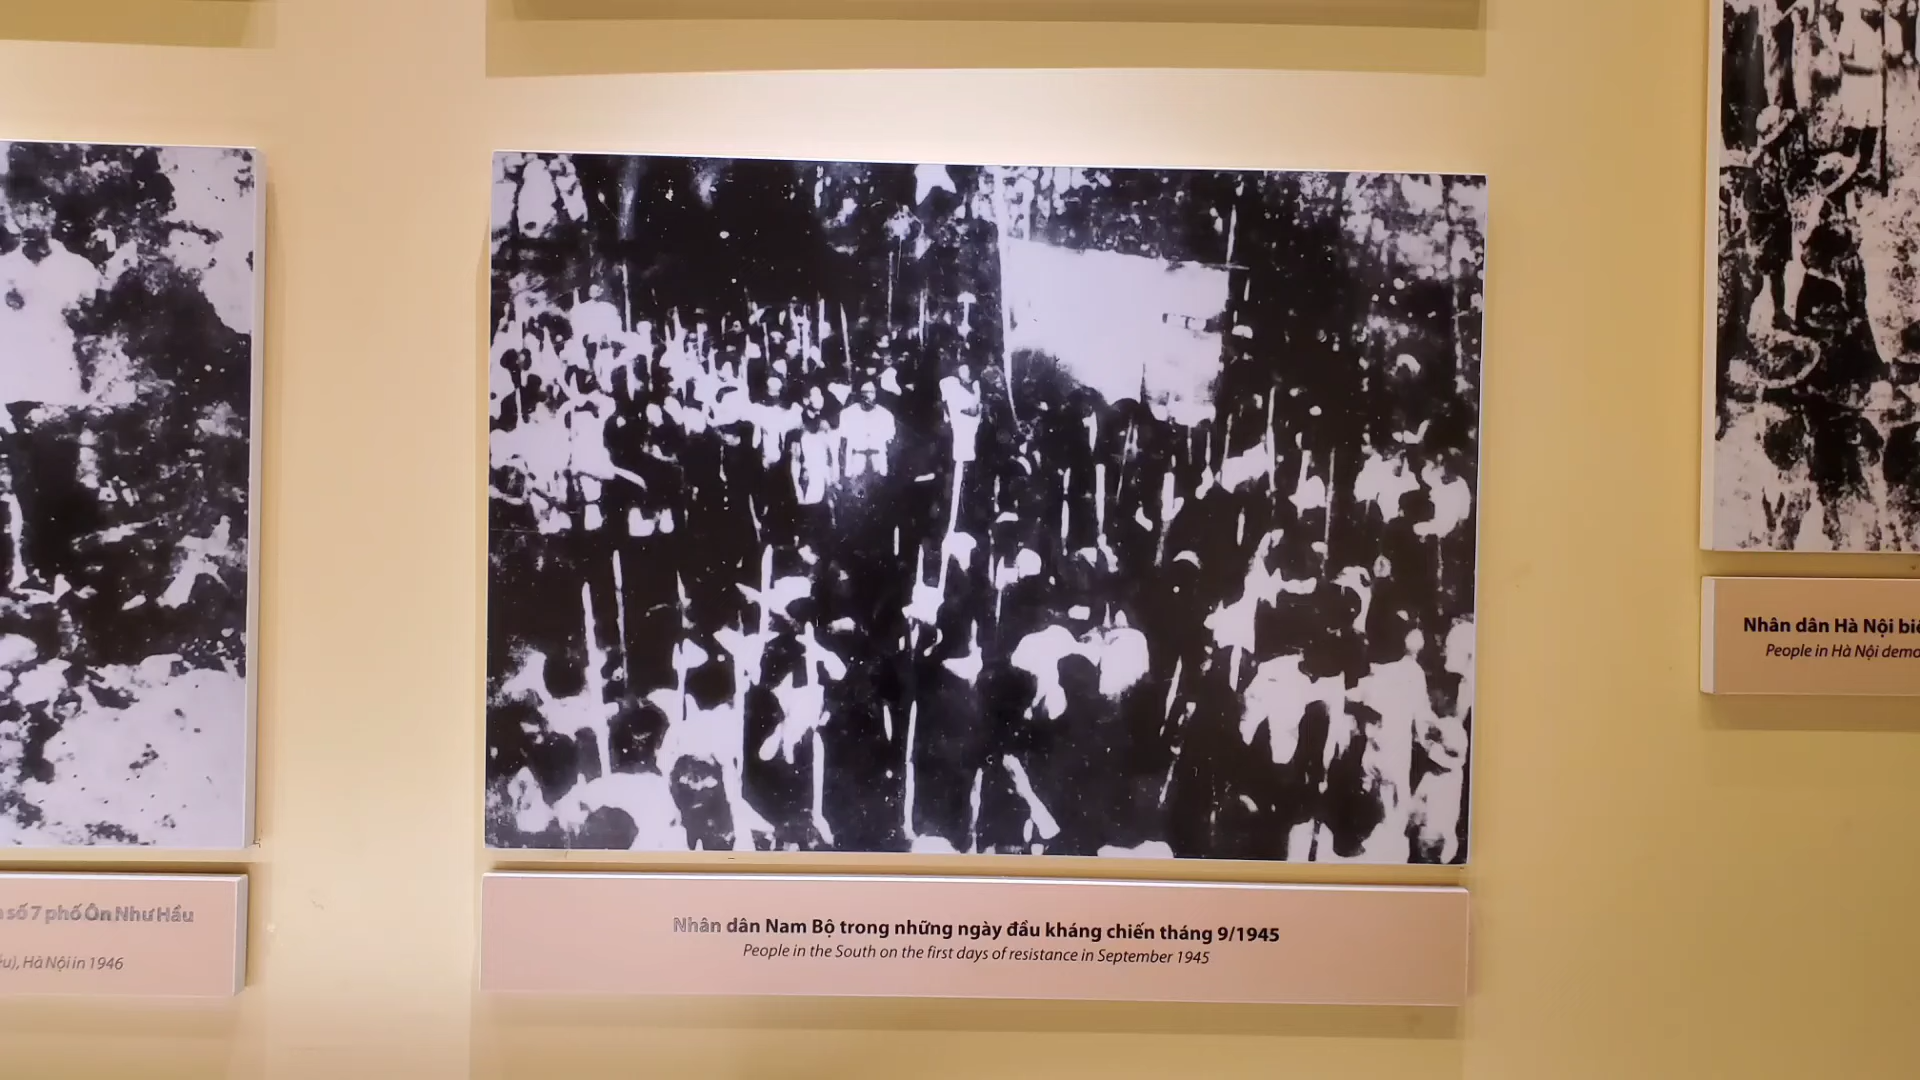 số 7 phố Ôn Như Hầu
Hà Nội in 1946
Nhân dân Nam Bộ trong những ngày đầu kháng chiến tháng 9/1945
People in the South on the first days of resistance in September 1945
Nhân dân Hà Nội
People in Hà Nội